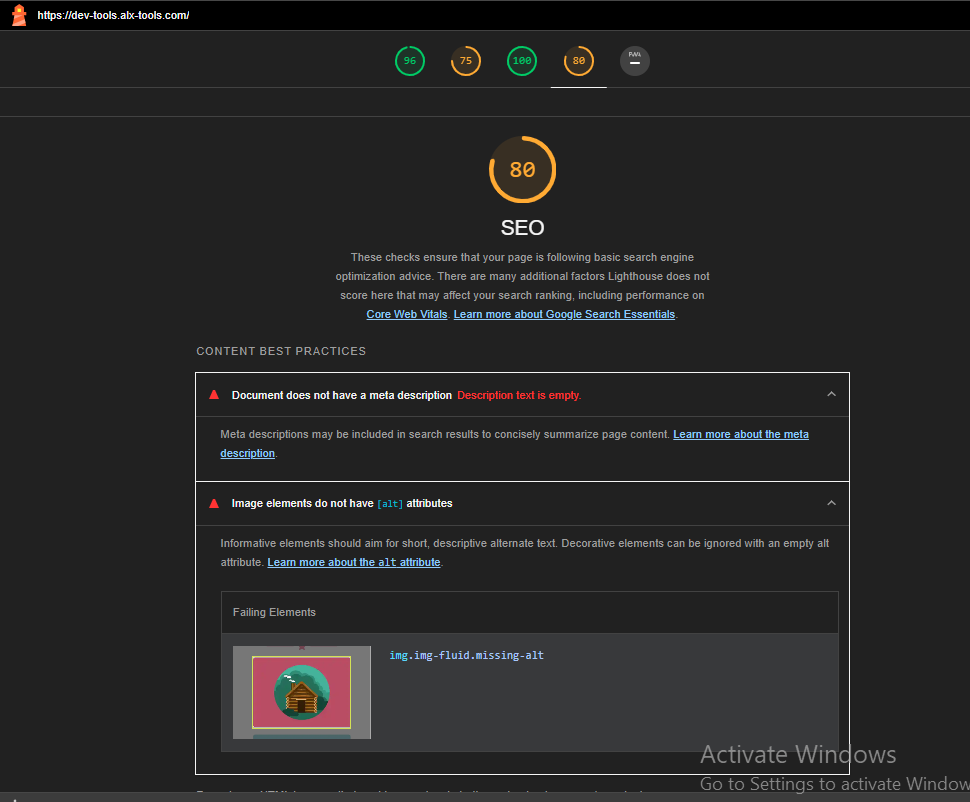 https://dev-tools.alx-tools.com/
96 75 100 80 PWA
80
SEO
These checks ensure that your page is following basic search engine
optimization advice. There are many additional factors Lighthouse does not
score here that may affect your search ranking, including performance on
Core Web Vitals. Learn more about Google Search Essentials.
CONTENT BEST PRACTICES
Document does not have a meta description Description text is empty.
Meta descriptions may be included in search results to concisely summarize page content. Learn more about the meta
description.
Image elements do not have [alt] attributes
Informative elements should aim for short, descriptive alternate text. Decorative elements can be ignored with an empty alt
attribute. Learn more about the alt attribute.
Failing Elements
img.img-fluid.missing-alt
Activate Windows
Go to Settings to activate Window